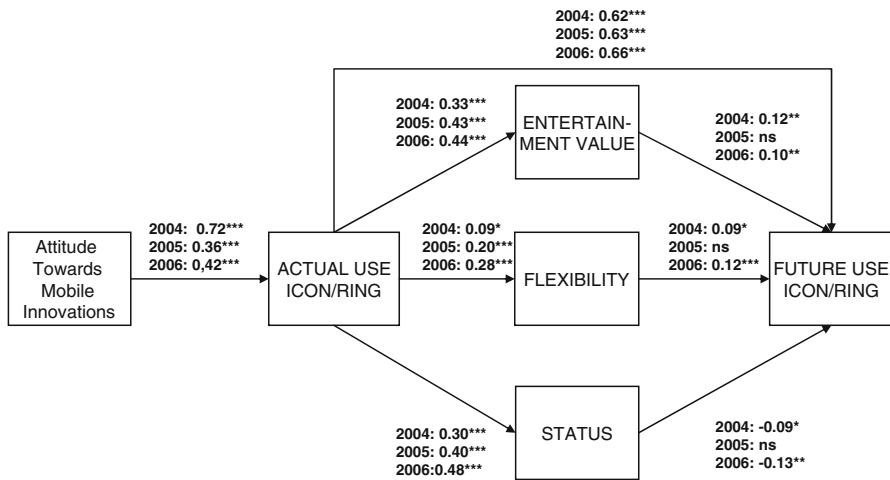 2004: 0.62***
2005: 0.63***
2006: 0.66***
2004: 0.33***
2005: 0.43***
2006: 0.44***
ENTERTAIN-
MENT VALUE
2004: 0.12**
2005: ns
2006: 0.10**
Attitude
Towards
Mobile
Innovations
2004: 0.72***
2005: 0.36***
2006: 0,42***
ACTUAL USE
ICON/RING
2004: 0.09*
2005: 0.20***
2006: 0.28***
FLEXIBILITY
2004: 0.09*
2005: ns
2006: 0.12***
FUTURE USE
ICON/RING
2004: 0.30***
2005: 0.40***
2006:0.48***
STATUS
2004: -0.09*
2005: ns
2006: -0.13**